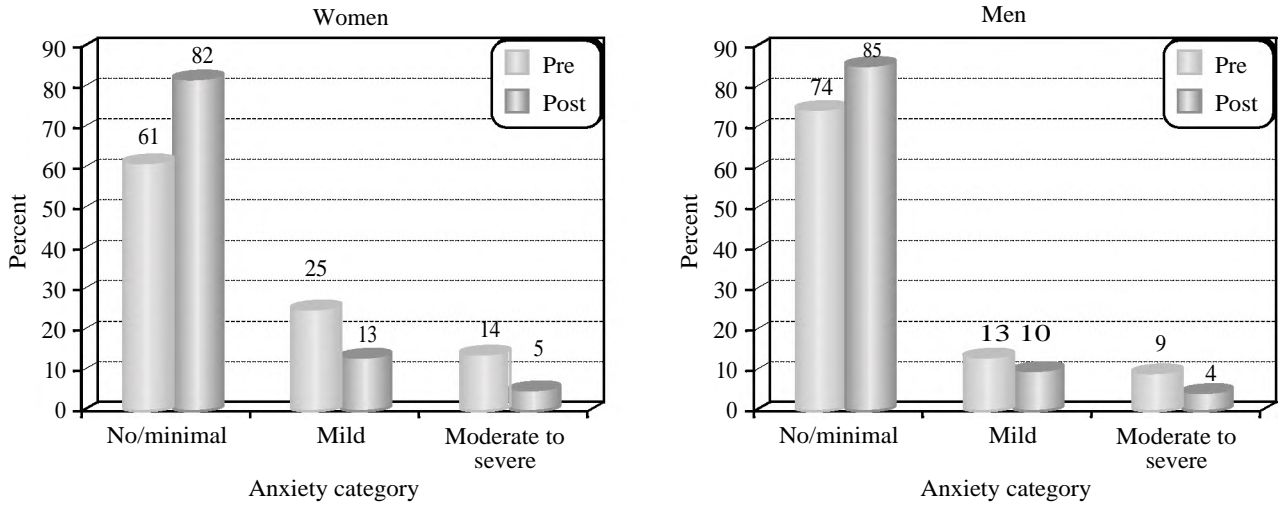 Women
90
80
70
60
50
40
30
20
10
0
Percent
61
82
25
13
14
5
Pre
Post
No/minimal
Mild
Moderate to
severe
Anxiety category
Men
90
80
70
60
50
40
30
20
10
0
Percent
74
85
13
10
9
4
Pre
Post
No/minimal
Mild
Moderate to
severe
Anxiety category